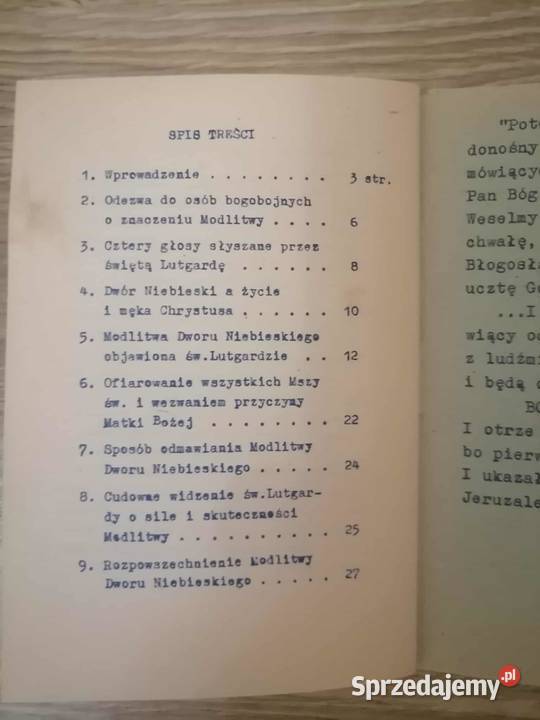 SPIS TREŚCI
1. Wprowadzenie . . . . . . . . 3 str.
2. Odezwa do osób bogobojnych
o znaczeniu Modlitwy . . . . 6
3. Cztery głosy słyszane przez
świętą Lutgardę . . . . . . 8
4. Dwór Niebieski a życie
i męka Chrystusa . . . . . . 10
5. Modlitwa Dworu Niebieskiego
objawiona św.Lutgardzie . . 12
6. Ofiarowanie wszystkich Mszy
św. i wezwaniem przyczyny
Matki Bożej . . . . . . . . 22
7. Sposób odmawiania Modlitwy
Dworu Niebieskiego . . . . . 24
8. Cudowne widzenie św.Lutgar-
dy o sile i skuteczności
Modlitwy . . . . . . . . . . 25
9. Rozpowszechnienie Modlitwy
Dworu Niebieskiego . . . . . 27
"Pot
donośny
mówiący
Pan Bóg
Weselmy
chwałę,
Błogosła
ucztę G
...I
wiący o
z ludźmi
i będą
B
I otrze
bo pierw
I ukazał
Jeruzale
Sprzedajemy.pl